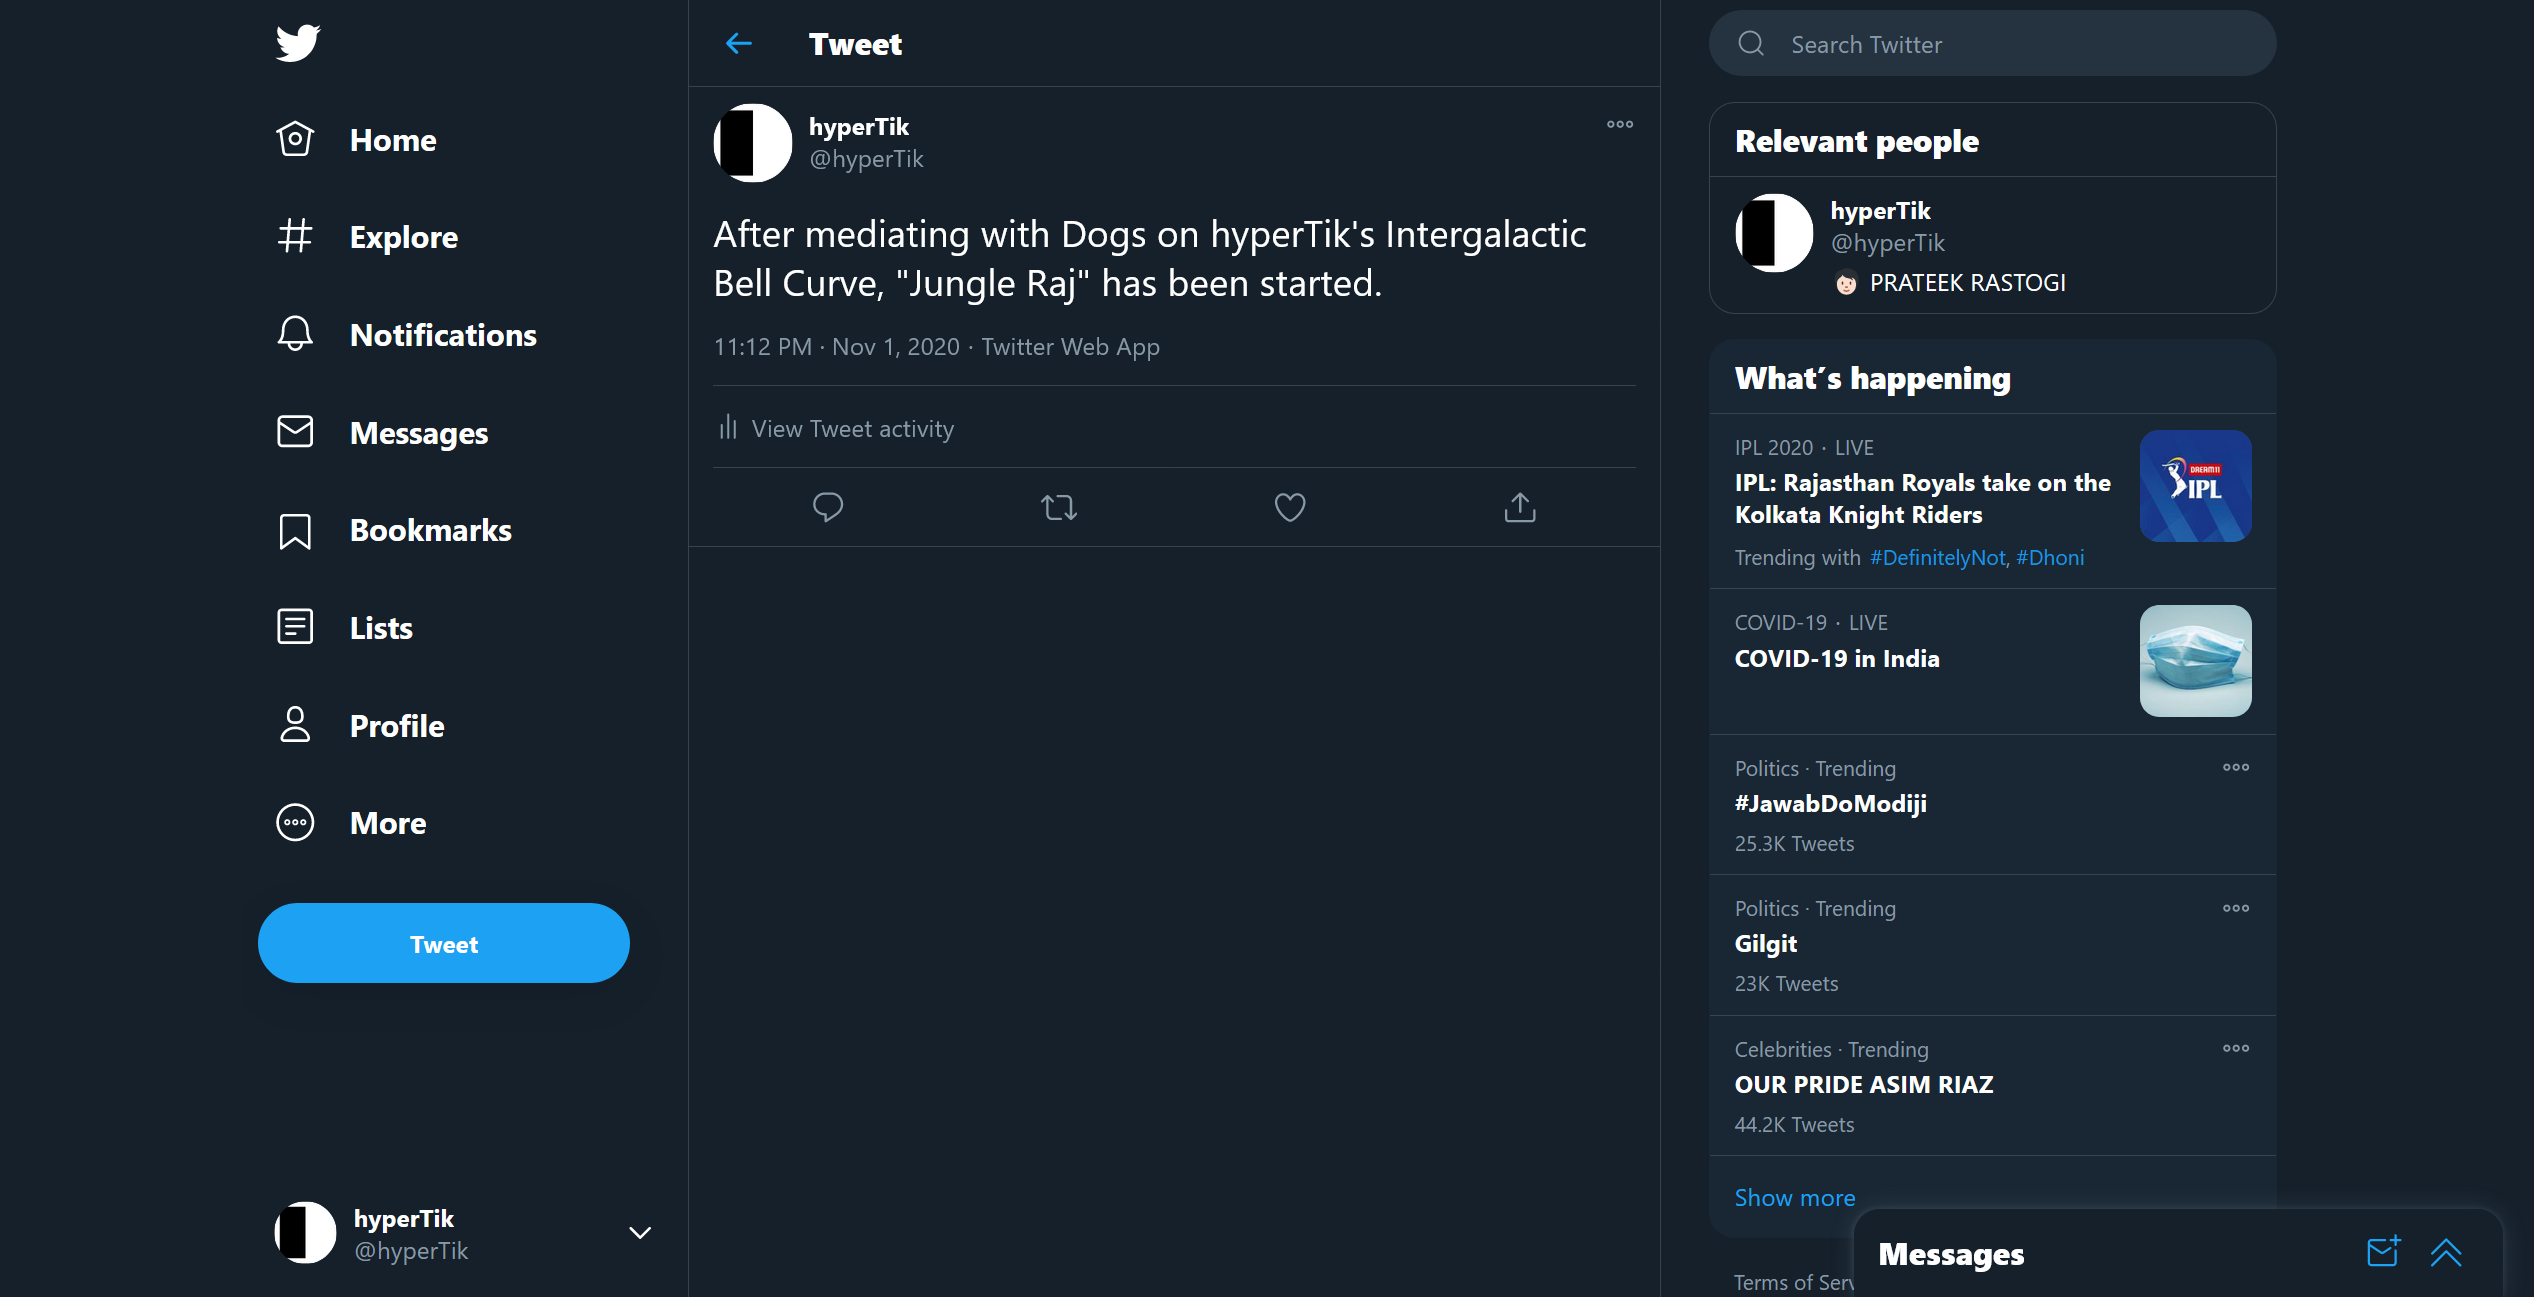 Home
Explore
Notifications
Messages
Bookmarks
Lists
Profile
More
Tweet
hyperTik
@hyperTik
Tweet
hyperTik
@hyperTik
After mediating with Dogs on hyperTik's Intergalactic
Bell Curve, "Jungle Raj" has been started.
11:12 PM · Nov 1, 2020 · Twitter Web App
View Tweet activity
Search Twitter
Relevant people
hyperTik
@hyperTik
PRATEEK RASTOGI
What´s happening
IPL 2020 · LIVE
IPL: Rajasthan Royals take on the
Kolkata Knight Riders
Trending with #DefinitelyNot, #Dhoni
DREAM11
IPL
COVID-19 · LIVE
COVID-19 in India
Politics · Trending
#JawabDoModiji
25.3K Tweets
Politics · Trending
Gilgit
23K Tweets
Celebrities · Trending
OUR PRIDE ASIM RIAZ
44.2K Tweets
Show more
Terms of Serv
Messages